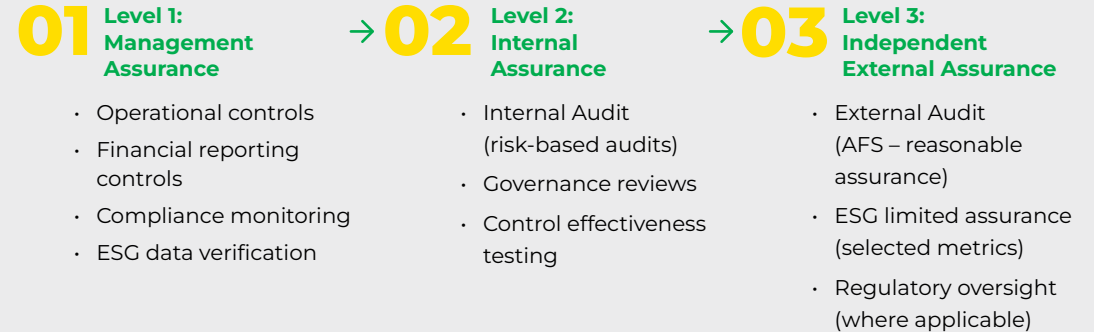 01
Level 1:
Management
Assurance
• Operational controls
• Financial reporting
controls
• Compliance monitoring
• ESG data verification
→
02
Level 2:
Internal
Assurance
• Internal Audit
(risk-based audits)
• Governance reviews
• Control effectiveness
testing
→
03
Level 3:
Independent
External Assurance
• External Audit
(AFS – reasonable
assurance)
• ESG limited assurance
(selected metrics)
• Regulatory oversight
(where applicable)